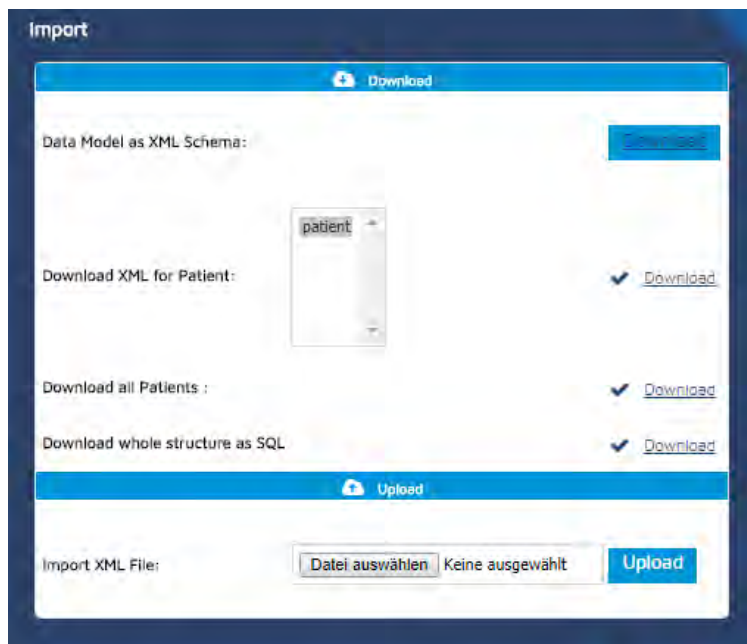 Import
Download
Data Model as XML Schema:
Download
patient
Download XML for Patient:
Download
Download all Patients :
Download
Download whole structure as SQL
Download
Upload
Import XML File:
Datei auswählen Keine ausgewählt
Upload